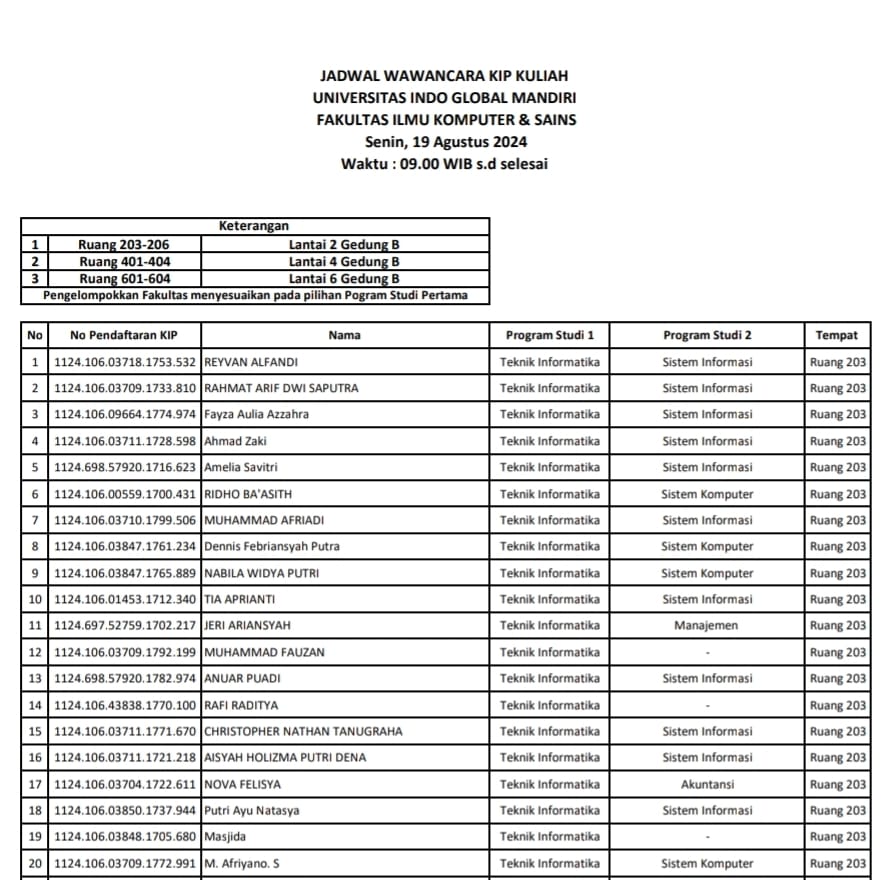 JADWAL WAWANCARA KIP KULIAH
UNIVERSITAS INDO GLOBAL MANDIRI
FAKULTAS ILMU KOMPUTER & SAINS
Senin, 19 Agustus 2024
Waktu : 09.00 WIB s.d selesai
Keterangan
1 Ruang 203-206 Lantai 2 Gedung B
2 Ruang 401-404 Lantai 4 Gedung B
3 Ruang 601-604 Lantai 6 Gedung B
Pengelompokkan Fakultas menyesuaikan pada pilihan Pogram Studi Pertama
No No Pendaftaran KIP Nama Program Studi 1 Program Studi 2 Tempat
1 1124.106.03718.1753.532 REYVAN ALFANDI Teknik Informatika Sistem Informasi Ruang 203
2 1124.106.03709.1733.810 RAHMAT ARIF DWI SAPUTRA Teknik Informatika Sistem Informasi Ruang 203
3 1124.106.09664.1774.974 Fayza Aulia Azzahra Teknik Informatika Sistem Informasi Ruang 203
4 1124.106.03711.1728.598 Ahmad Zaki Teknik Informatika Sistem Informasi Ruang 203
5 1124.698.57920.1716.623 Amelia Savitri Teknik Informatika Sistem Informasi Ruang 203
6 1124.106.00559.1700.431 RIDHO BA'ASITH Teknik Informatika Sistem Komputer Ruang 203
7 1124.106.03710.1799.506 MUHAMMAD AFRIADI Teknik Informatika Sistem Informasi Ruang 203
8 1124.106.03847.1761.234 Dennis Febriansyah Putra Teknik Informatika Sistem Komputer Ruang 203
9 1124.106.03847.1765.889 NABILA WIDYA PUTRI Teknik Informatika Sistem Komputer Ruang 203
10 1124.106.01453.1712.340 TIA APRIANTI Teknik Informatika Sistem Informasi Ruang 203
11 1124.697.52759.1702.217 JERI ARIANSYAH Teknik Informatika Manajemen Ruang 203
12 1124.106.03709.1792.199 MUHAMMAD FAUZAN Teknik Informatika - Ruang 203
13 1124.698.57920.1782.974 ANUAR PUADI Teknik Informatika Sistem Informasi Ruang 203
14 1124.106.43838.1770.100 RAFI RADITYA Teknik Informatika - Ruang 203
15 1124.106.03711.1771.670 CHRISTOPHER NATHAN TANUGRAHA Teknik Informatika Sistem Informasi Ruang 203
16 1124.106.03711.1721.218 AISYAH HOLIZMA PUTRI DENA Teknik Informatika Sistem Informasi Ruang 203
17 1124.106.03704.1722.611 NOVA FELISYA Teknik Informatika Akuntansi Ruang 203
18 1124.106.03850.1737.944 Putri Ayu Natasya Teknik Informatika Sistem Informasi Ruang 203
19 1124.106.03848.1705.680 Masjida Teknik Informatika - Ruang 203
20 1124.106.03709.1772.991 M. Afriyano. S Teknik Informatika Sistem Komputer Ruang 203